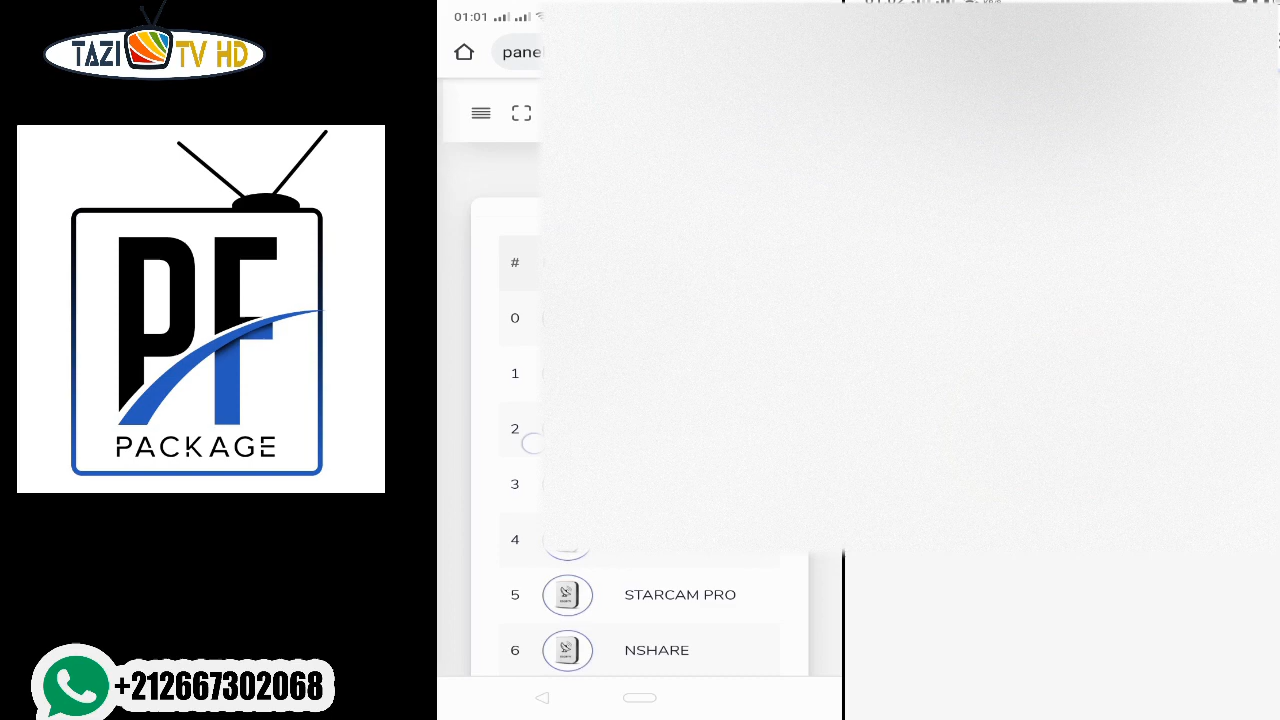 TAZI TV HD
PF
PACKAGE
+212667302068
01:01
pane
#
0
1
2
3
4
5 STARCAM PRO
6 NSHARE